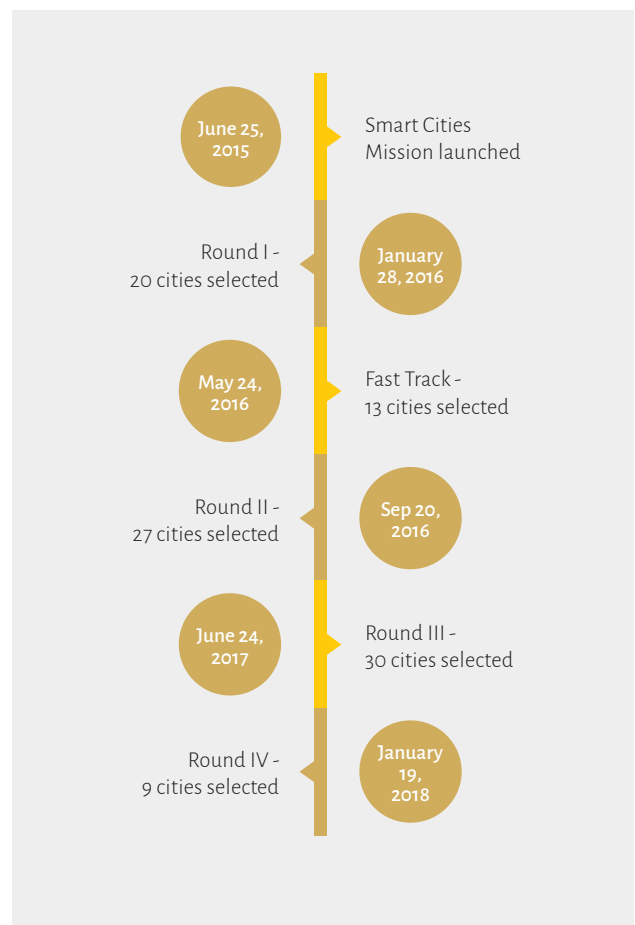 June 25,
2015
Smart Cities
Mission launched
Round I -
20 cities selected
January
28, 2016
May 24,
2016
Fast Track -
13 cities selected
Round II -
27 cities selected
Sep 20,
2016
June 24,
2017
Round III -
30 cities selected
Round IV -
9 cities selected
January
19,
2018